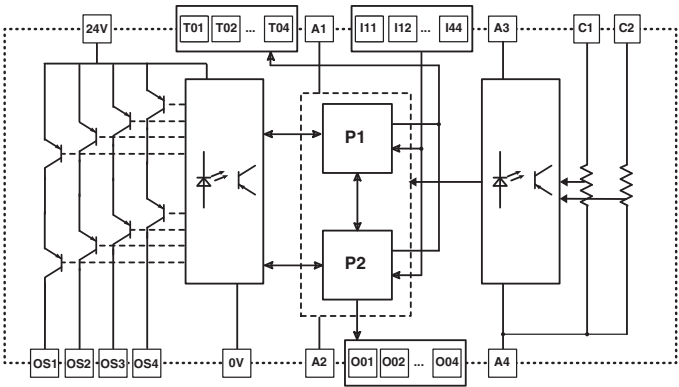 24V
T01 T02 ... T04
A1
I11 I12 ... I44
A3
C1
C2
P1
P2
OS1
OS2
OS3
OS4
0V
A2
O01 O02 ... O04
A4